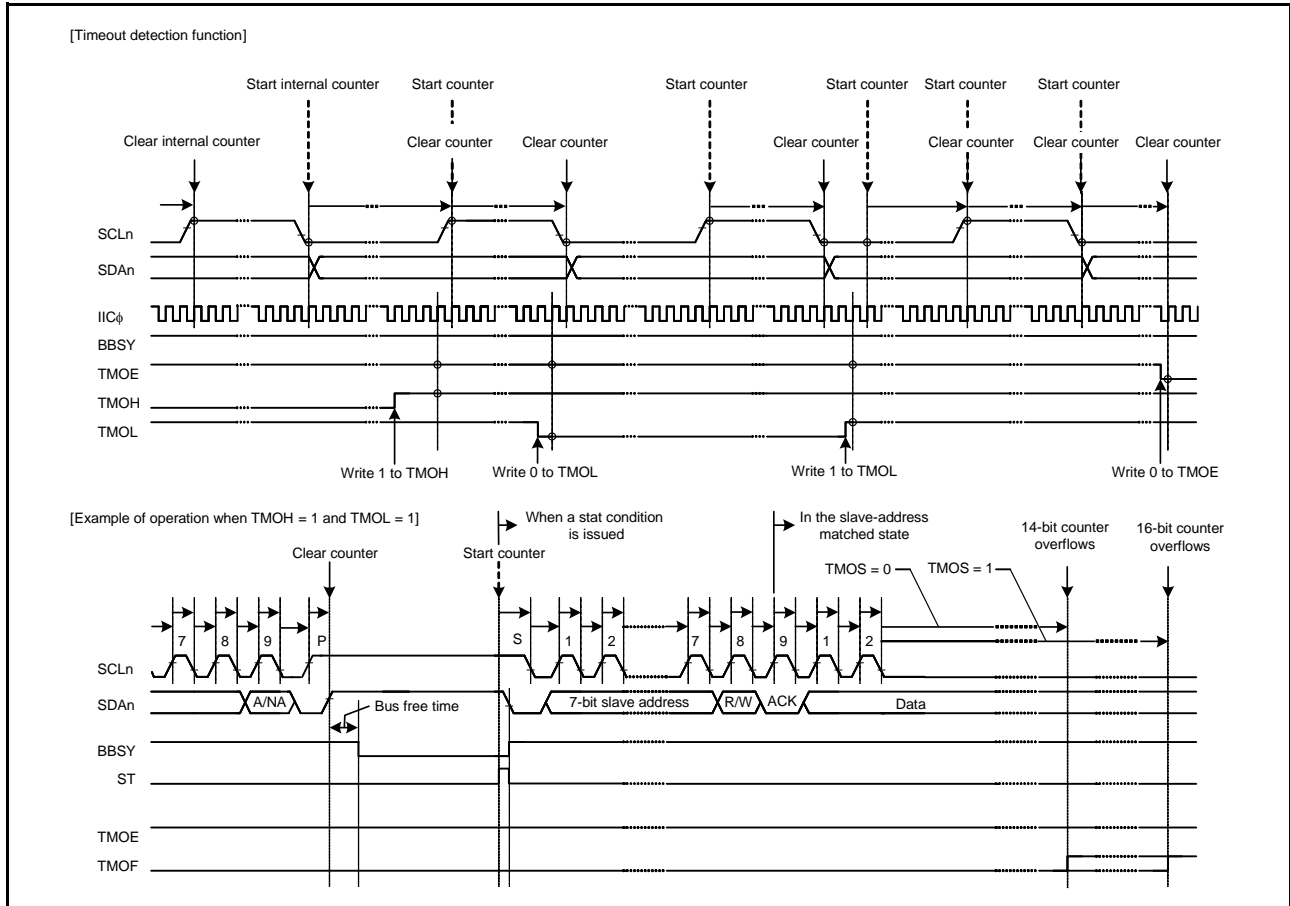 [Timeout detection function]
Start internal counter
Start counter
Start counter
Start counter
Start counter
Start counter
Clear internal counter
Clear counter
Clear counter
Clear counter
Clear counter
Clear counter
Clear counter
SCLn
SDAn
IICϕ
BBSY
TMOE
TMOH
TMOL
Write 1 to TMOH
Write 0 to TMOL
Write 1 to TMOL
Write 0 to TMOE
[Example of operation when TMOH = 1 and TMOL = 1]
When a stat condition
is issued
In the slave-address
matched state
Clear counter
Start counter
14-bit counter
overflows
16-bit counter
overflows
TMOS = 0
TMOS = 1
7 8 9 P S 1 2 7 8 9 1 2
SCLn
SDAn
A/NA
Bus free time
7-bit slave address
R/W
ACK
Data
BBSY
ST
TMOE
TMOF